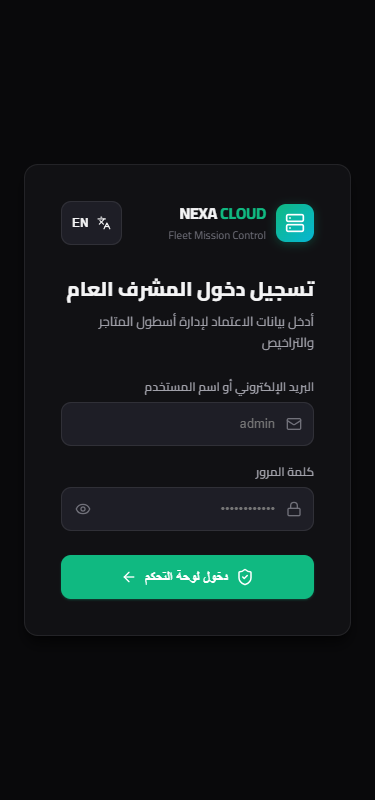 NEXA CLOUD
Fleet Mission Control
EN
تسجيل دخول المشرف العام
أدخل بيانات الاعتماد لإدارة أسطول المتاجر
والتراخيص
البريد الإلكتروني أو اسم المستخدم
admin
كلمة المرور
••••••••••••
دخول لوحة التحكم